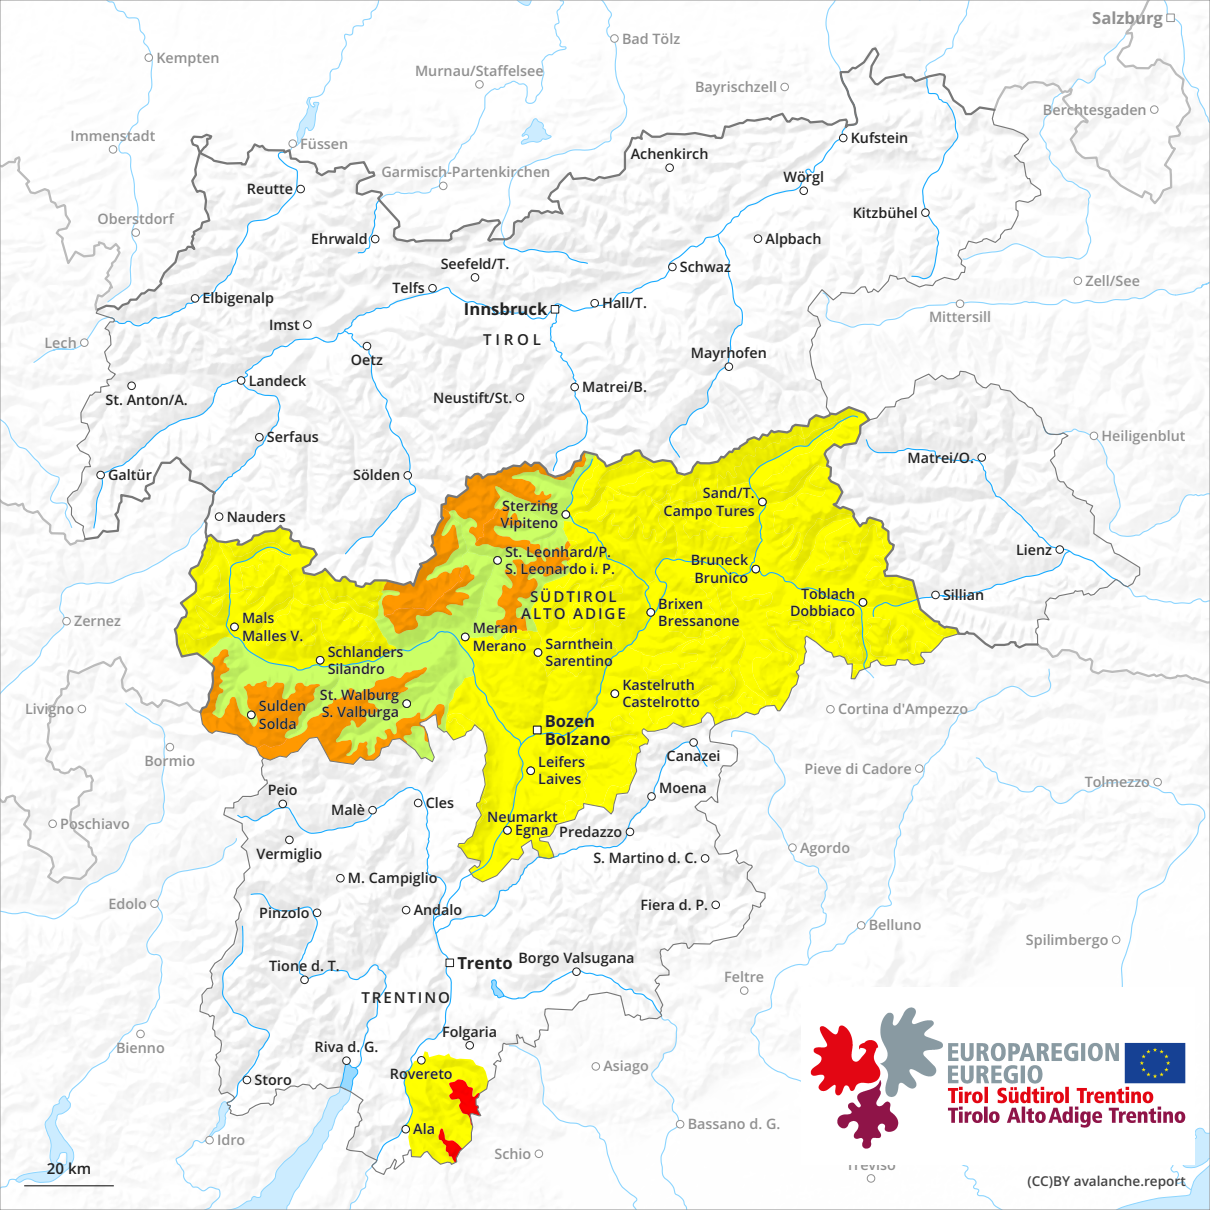 Salzburg
Bad Tölz
Kempten
Murnau/Staffelsee
Bayrischzell
Berchtesgaden
Immenstadt
Füssen
Kufstein
Achenkirch
Garmisch-Partenkirchen
Wörgl
Reutte
Kitzbühel
Oberstdorf
Ehrwald
Alpbach
Seefeld/T.
Schwaz
Zell/See
Telfs
Elbigenalp
Hall/T.
Innsbruck
Mittersill
Imst
TIROL
Lech
Oetz
Mayrhofen
Landeck
Matrei/B.
St. Anton/A.
Neustift/St.
Serfaus
Heiligenblut
Matrei/O.
Galtür
Sölden
Sand/T.
Campo Tures
Sterzing
Vipiteno
Nauders
St. Leonhard/P.
S. Leonardo i. P.
Lienz
Bruneck
Brunico
SÜDTIROL
ALTO ADIGE
Toblach
Dobbiaco
Sillian
Brixen
Bressanone
Zernez
Mals
Malles V.
Meran
Merano
Sarnthein
Sarentino
Schlanders
Silandro
Kastelruth
Castelrotto
St. Walburg
S. Valburga
Livigno
Sulden
Solda
Cortina d'Ampezzo
Bozen
Bolzano
Bormio
Canazei
Leifers
Laives
Pieve di Cadore
Tolmezzo
Peio
Moena
Malè
Cles
Neumarkt
Egna
Predazzo
Poschiavo
Vermiglio
S. Martino d. C.
Agordo
M. Campiglio
Edolo
Pinzolo
Andalo
Fiera d. P.
Belluno
Spilimbergo
Trento
Borgo Valsugana
Tione d. T.
Feltre
TRENTINO
Folgaria
Bienno
Riva d. G.
Rovereto
Asiago
Storo
EUROPAREGION
EUREGIO
Tirol Südtirol Trentino
Tirolo Alto Adige Trentino
Ala
Bassano d. G.
Idro
Schio
Treviso
20 km
(CC)BY avalanche.report